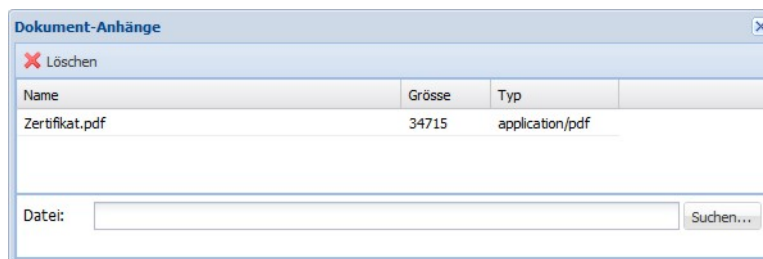 Dokument-Anhänge
Löschen
Name Grösse Typ
Zertifikat.pdf 34715 application/pdf
Datei: Suchen...